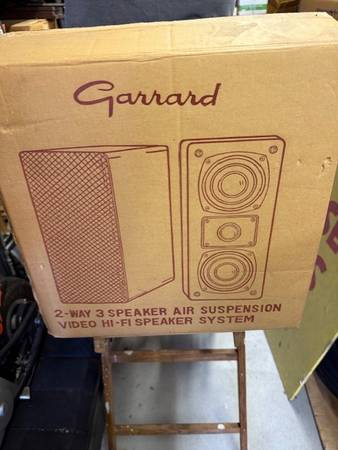 Garrard
2-WAY 3 SPEAKER AIR SUSPENSION
VIDEO HI-FI SPEAKER SYSTEM